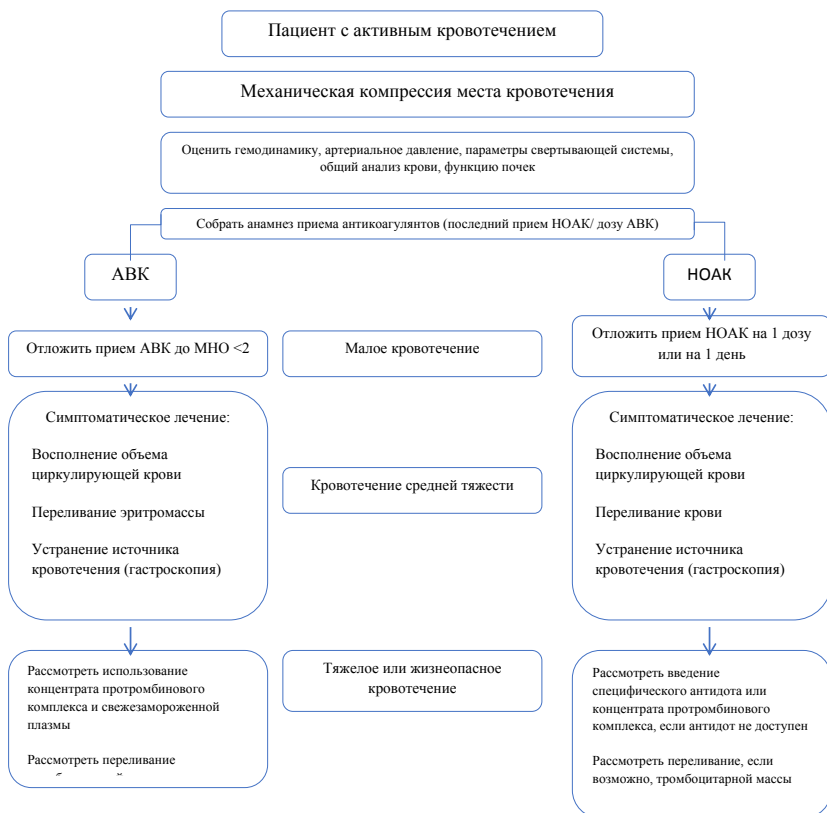 Пациент с активным кровотечением
Механическая компрессия места кровотечения
Оценить гемодинамику, артериальное давление, параметры свертывающей системы,
общий анализ крови, функцию почек
Собрать анамнез приема антикоагулянтов (последний прием НОАК/ дозу АВК)
АВК
НОАК
Отложить прием АВК до МНО <2
Малое кровотечение
Отложить прием НОАК на 1 дозу
или на 1 день
Симптоматическое лечение:
Восполнение объема
циркулирующей крови
Переливание эритромассы
Устранение источника
кровотечения (гастроскопия)
Кровотечение средней тяжести
Симптоматическое лечение:
Восполнение объема
циркулирующей крови
Переливание крови
Устранение источника
кровотечения (гастроскопия)
Рассмотреть использование
концентрата протромбинового
комплекса и свежезамороженной
плазмы
Рассмотреть переливание
Тяжелое или жизнеопасное
кровотечение
Рассмотреть введение
специфического антидота или
концентрата протромбинового
комплекса, если антидот не доступен
Рассмотреть переливание, если
возможно, тромбоцитарной массы